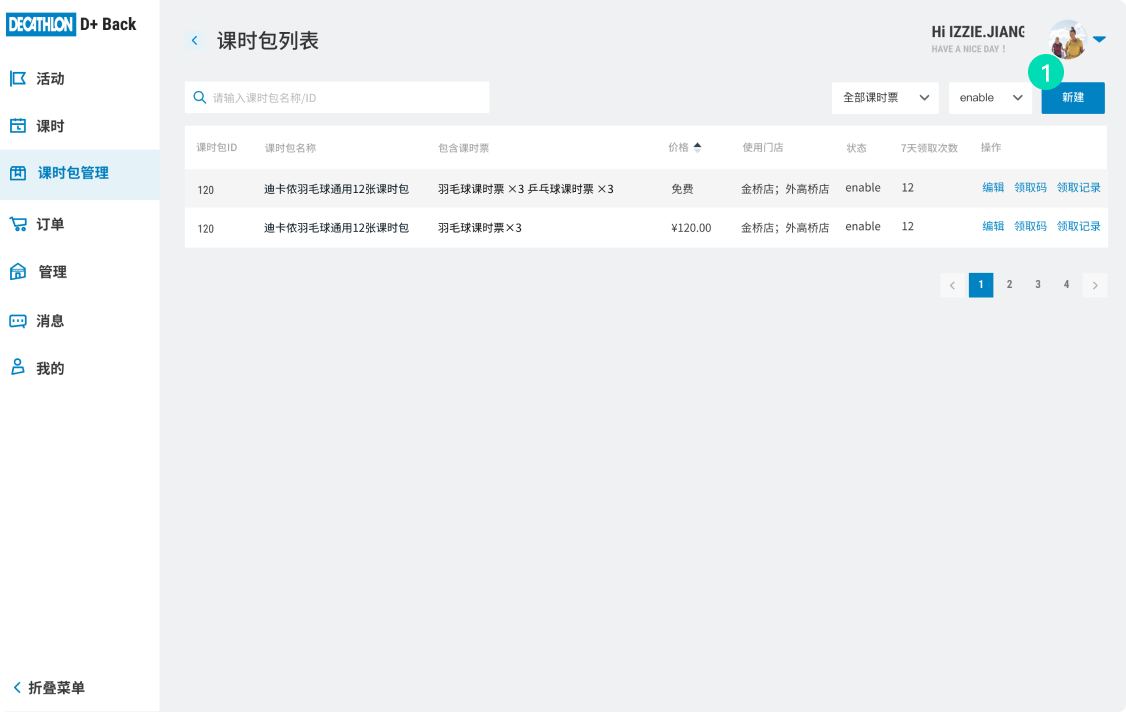 DECATHLON D+ Back
活动
课时
课时包管理
订单
管理
消息
我的
折叠菜单
课时包列表
Hi IZZIE.JIANG
HAVE A NICE DAY！
1
请输入课时包名称/ID
全部课时票
enable
新建
课时包ID 课时包名称 包含课时票 价格 使用门店 状态 7天领取次数 操作
120 迪卡侬羽毛球通用12张课时包 羽毛球课时票 ×3 乒乓球课时票 ×3 免费 金桥店；外高桥店 enable 12 编辑 领取码 领取记录
120 迪卡侬羽毛球通用12张课时包 羽毛球课时票×3 ¥120.00 金桥店；外高桥店 enable 12 编辑 领取码 领取记录
1 2 3 4